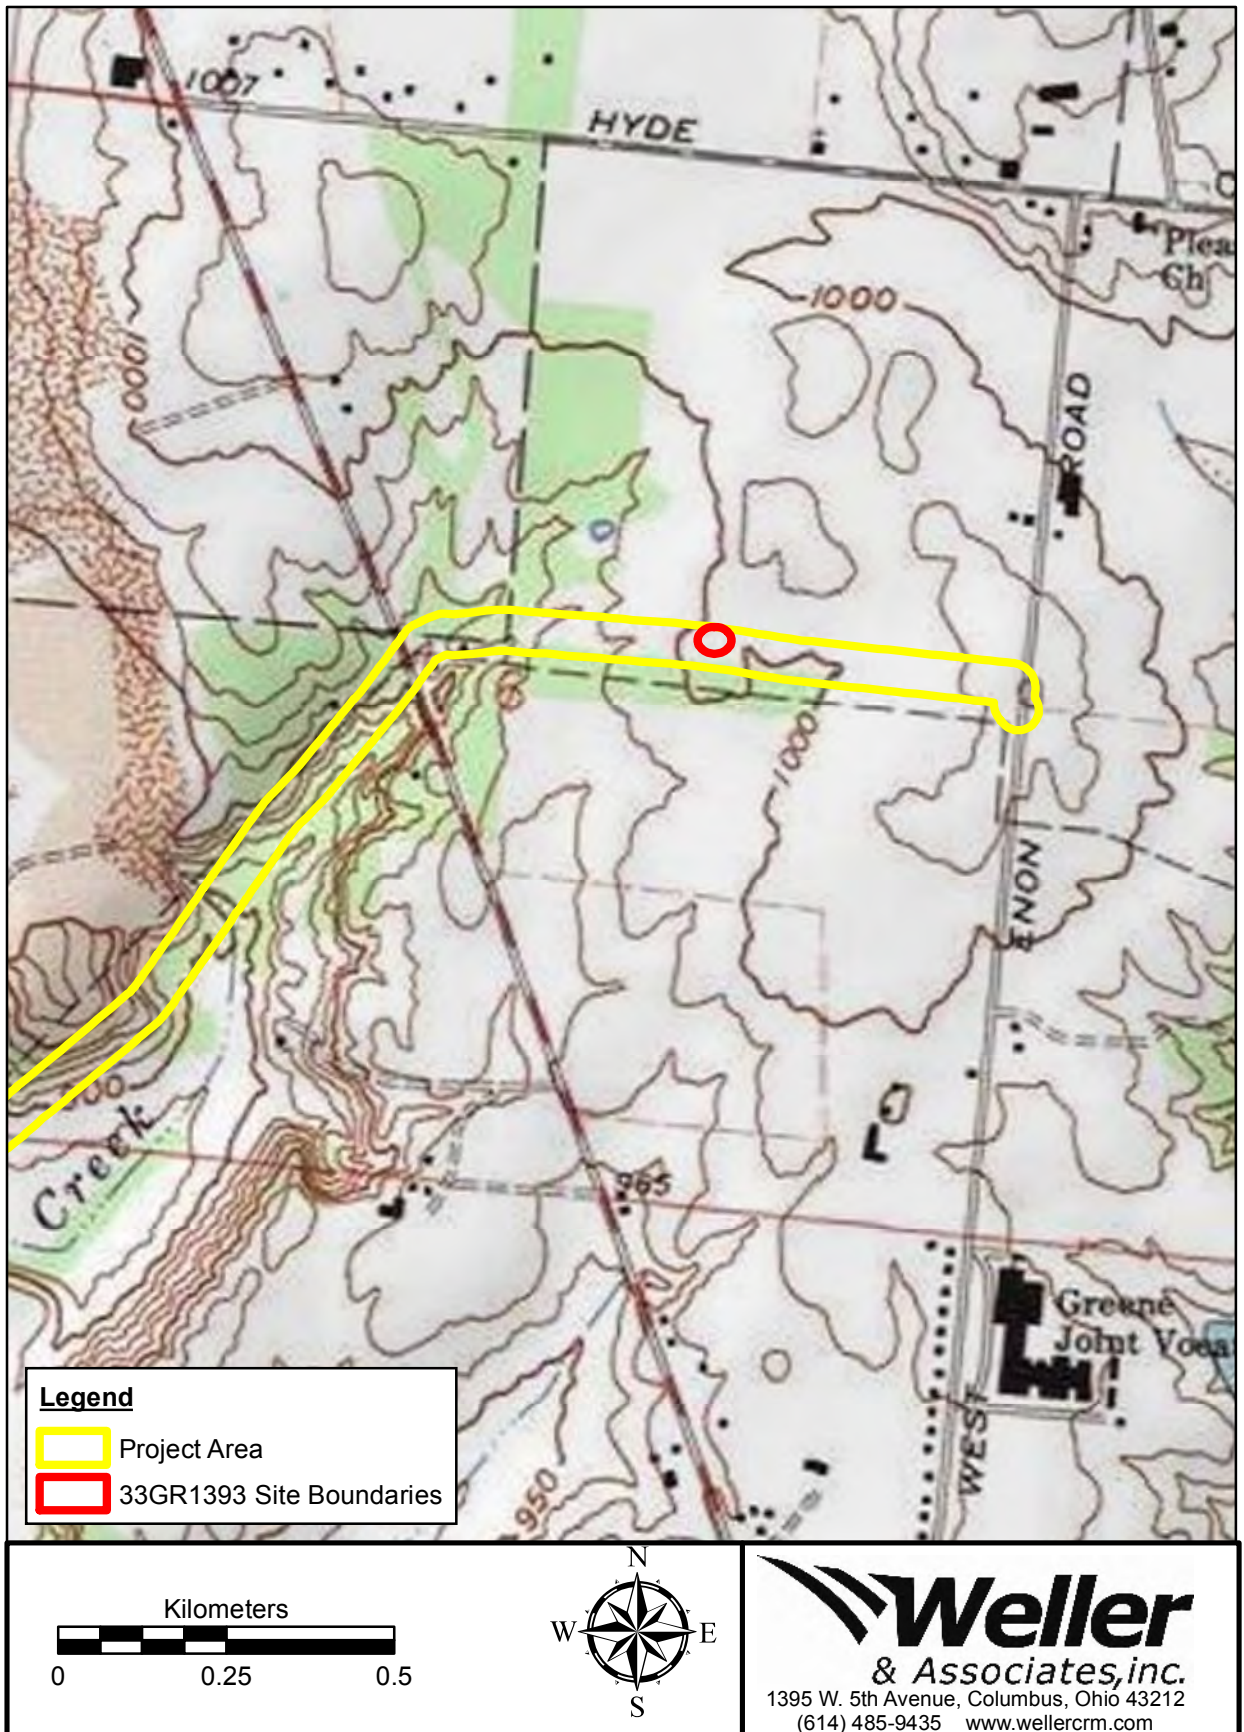 1007
HYDE
Plea
Ch
1000
1000
ROAD
1000
ENON
00
Creek
965
Greene
Joint Voca
WEST
950
Legend
Project Area
33GR1393 Site Boundaries
Kilometers
0 0.25 0.5
N
W E
S
Weller
& Associates,inc.
1395 W. 5th Avenue, Columbus, Ohio 43212
(614) 485-9435 www.wellercrm.com